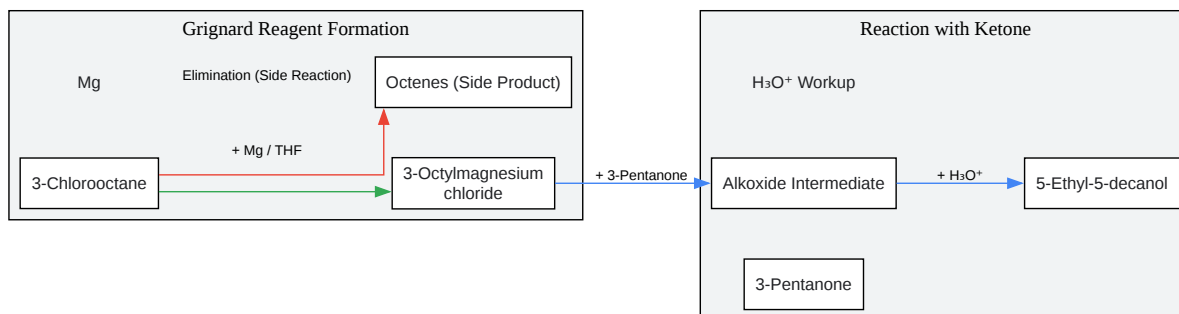 Grignard Reagent Formation
Mg
Elimination (Side Reaction)
Octenes (Side Product)
+ Mg / THF
3-Chlorooctane
3-Octylmagnesium
chloride
+ 3-Pentanone
Reaction with Ketone
H₃O⁺ Workup
Alkoxide Intermediate
+ H₃O⁺
5-Ethyl-5-decanol
3-Pentanone